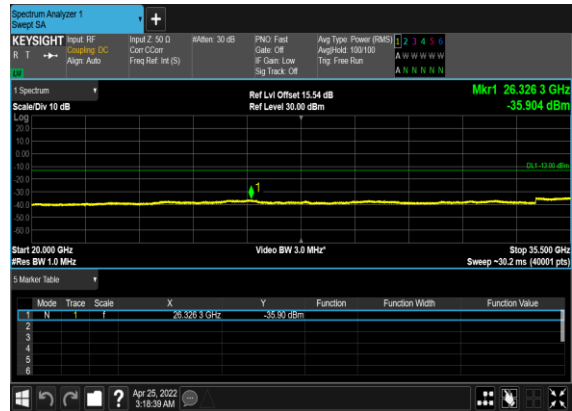 Spectrum Analyzer 1
Swept SA
+
KEYSIGHT Input: RF Input Z: 50 Ω #Atten: 30 dB PNO: Fast Avg Type: Power (RMS) 1 2 3 4 5 6
R T Coupling: DC Corr CCorr Gate: Off Avg|Hold: 100/100 A W W W W W
Align: Auto Freq Ref: Int (S) IF Gain: Low Trig: Free Run
Sig Track: Off A N N N N N
1 Spectrum Ref Lvl Offset 15.54 dB Mkr1 26.326 3 GHz
Scale/Div 10 dB Ref Level 30.00 dBm -35.904 dBm
Log
20.0
10.0
0.00
-10.0 DL1 -13.00 dBm
-20.0
-30.0 1
-40.0
-50.0
-60.0
Start 20.000 GHz Video BW 3.0 MHz* Stop 35.500 GHz
#Res BW 1.0 MHz Sweep ~30.2 ms (40001 pts)
5 Marker Table
Mode Trace Scale X Y Function Function Width Function Value
1 N 1 f 26.326 3 GHz -35.90 dBm
2
3
4
5
6
? Apr 25, 2022
3:18:39 AM